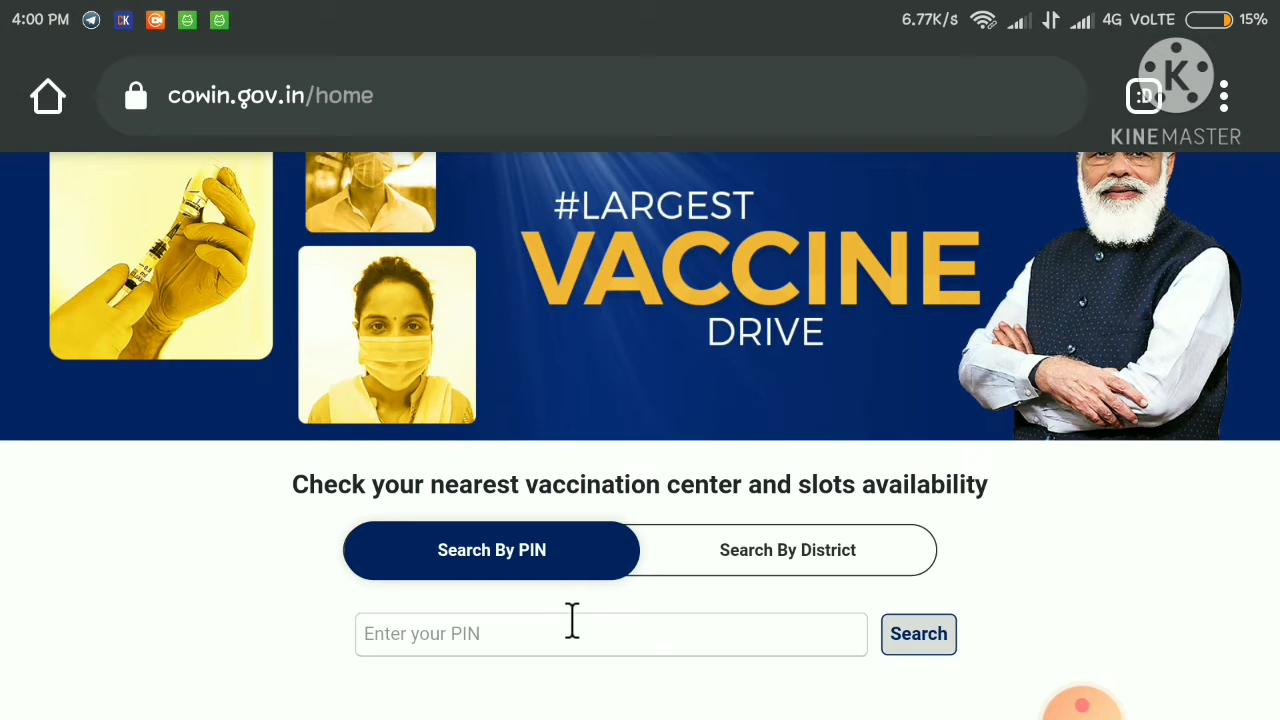 4:00 PM CK 6.77K/s 4G VoLTE 15%
cowin.gov.in/home :D
K
KINEMASTER
#LARGEST
VACCINE
DRIVE
Check your nearest vaccination center and slots availability
Search By PIN Search By District
Enter your PIN Search